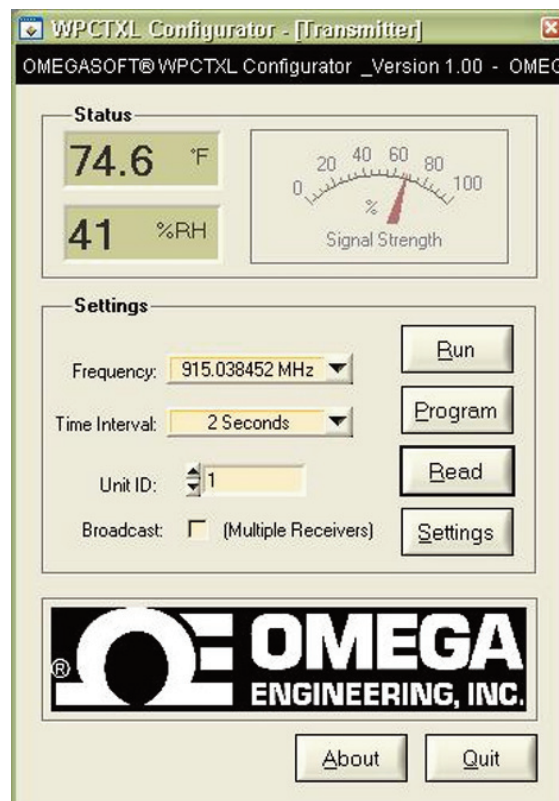 WPCTXL Configurator - [Transmitter]
OMEGASOFT® WPCTXL Configurator _Version 1.00 - OMEG
Status
74.6 °F
41 %RH
0 20 40 60 80 100
%
Signal Strength
Settings
Frequency: 915.038452 MHz
Time Interval: 2 Seconds
Unit ID: 1
Broadcast: (Multiple Receivers)
Run
Program
Read
Settings
®
OMEGA
ENGINEERING, INC.
About
Quit